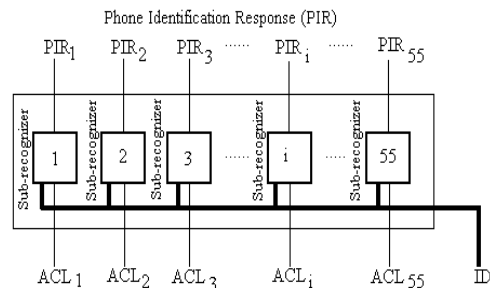 Phone Identification Response (PIR)
PIR1 PIR2 PIR3 ...... PIRi ...... PIR55
Sub-recognizer Sub-recognizer Sub-recognizer Sub-recognizer Sub-recognizer
1 2 3 ...... i ...... 55
ACL1 ACL2 ACL3 ACLi ACL55 ID